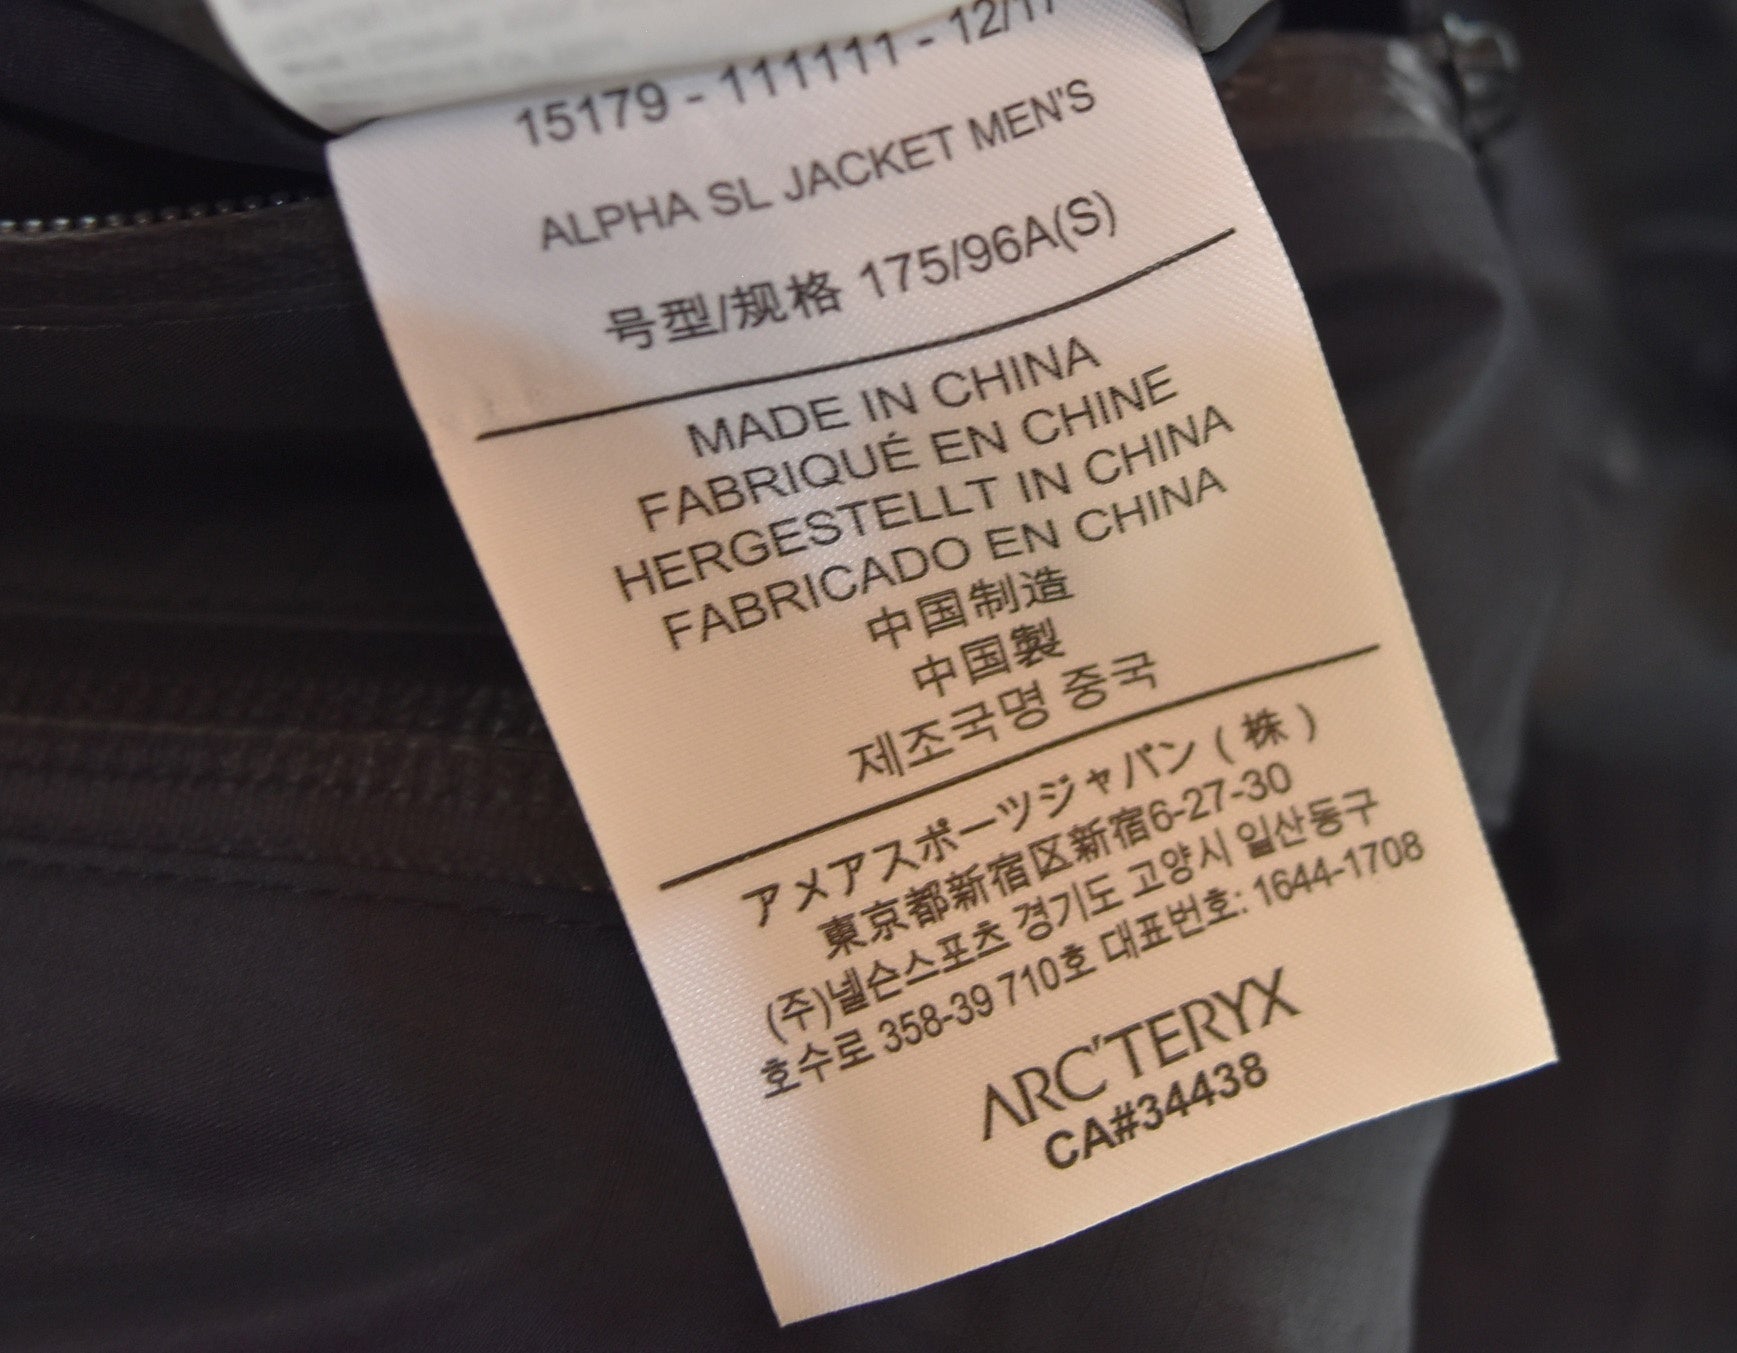 15179 - 111111 - 12/17
ALPHA SL JACKET MEN'S
号型/规格 175/96A(S)
MADE IN CHINA
FABRIQUÉ EN CHINE
HERGESTELLT IN CHINA
FABRICADO EN CHINA
中国制造
中国製
제조국명 중국
アメアスポーツジャパン ( 株 )
東京都新宿区新宿6-27-30
(주)넬슨스포츠 경기도 고양시 일산동구
호수로 358-39 710호 대표번호: 1644-1708
ARC'TERYX
CA#34438